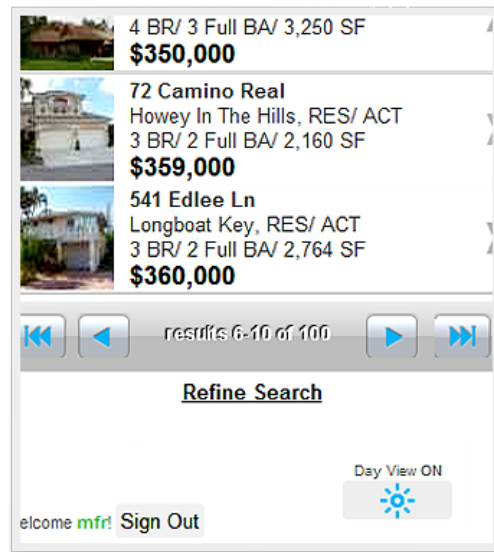 4 BR/ 3 Full BA/ 3,250 SF
$350,000
72 Camino Real
Howey In The Hills, RES/ ACT
3 BR/ 2 Full BA/ 2,160 SF
$359,000
541 Edlee Ln
Longboat Key, RES/ ACT
3 BR/ 2 Full BA/ 2,764 SF
$360,000
results 6-10 of 100
Refine Search
Day View ON
elcome mfr! Sign Out